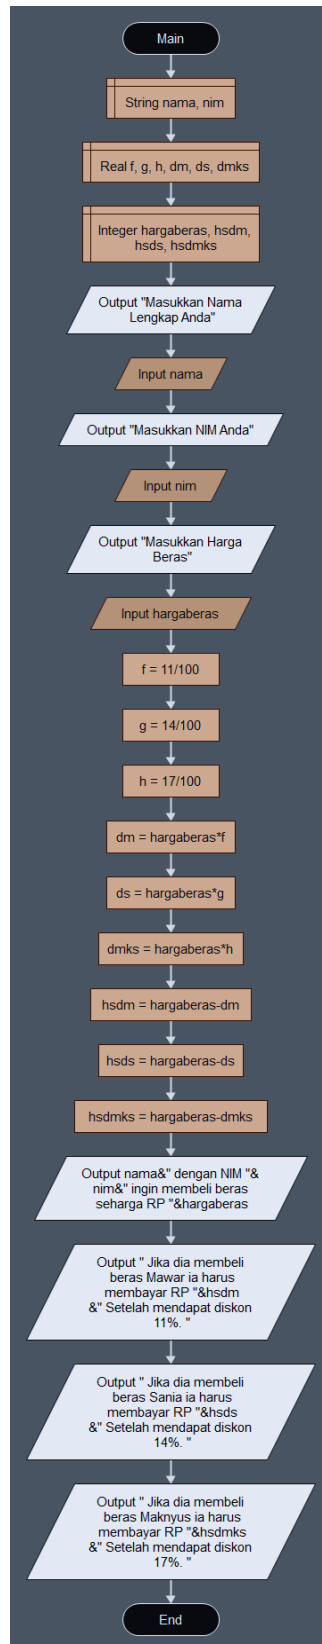 Main
String nama, nim
Real f, g, h, dm, ds, dmks
Integer hargaberas, hsdm,
hsds, hsdmks
Output "Masukkan Nama
Lengkap Anda"
Input nama
Output "Masukkan NIM Anda"
Input nim
Output "Masukkan Harga
Beras"
Input hargaberas
f = 11/100
g = 14/100
h = 17/100
dm = hargaberas*f
ds = hargaberas*g
dmks = hargaberas*h
hsdm = hargaberas-dm
hsds = hargaberas-ds
hsdmks = hargaberas-dmks
Output nama&" dengan NIM "&
nim&" ingin membeli beras
seharga RP "&hargaberas
Output " Jika dia membeli
beras Mawar ia harus
membayar RP "&hsdm
&" Setelah mendapat diskon
11%. "
Output " Jika dia membeli
beras Sania ia harus
membayar RP "&hsds
&" Setelah mendapat diskon
14%. "
Output " Jika dia membeli
beras Maknyus ia harus
membayar RP "&hsdmks
&" Setelah mendapat diskon
17%. "
End